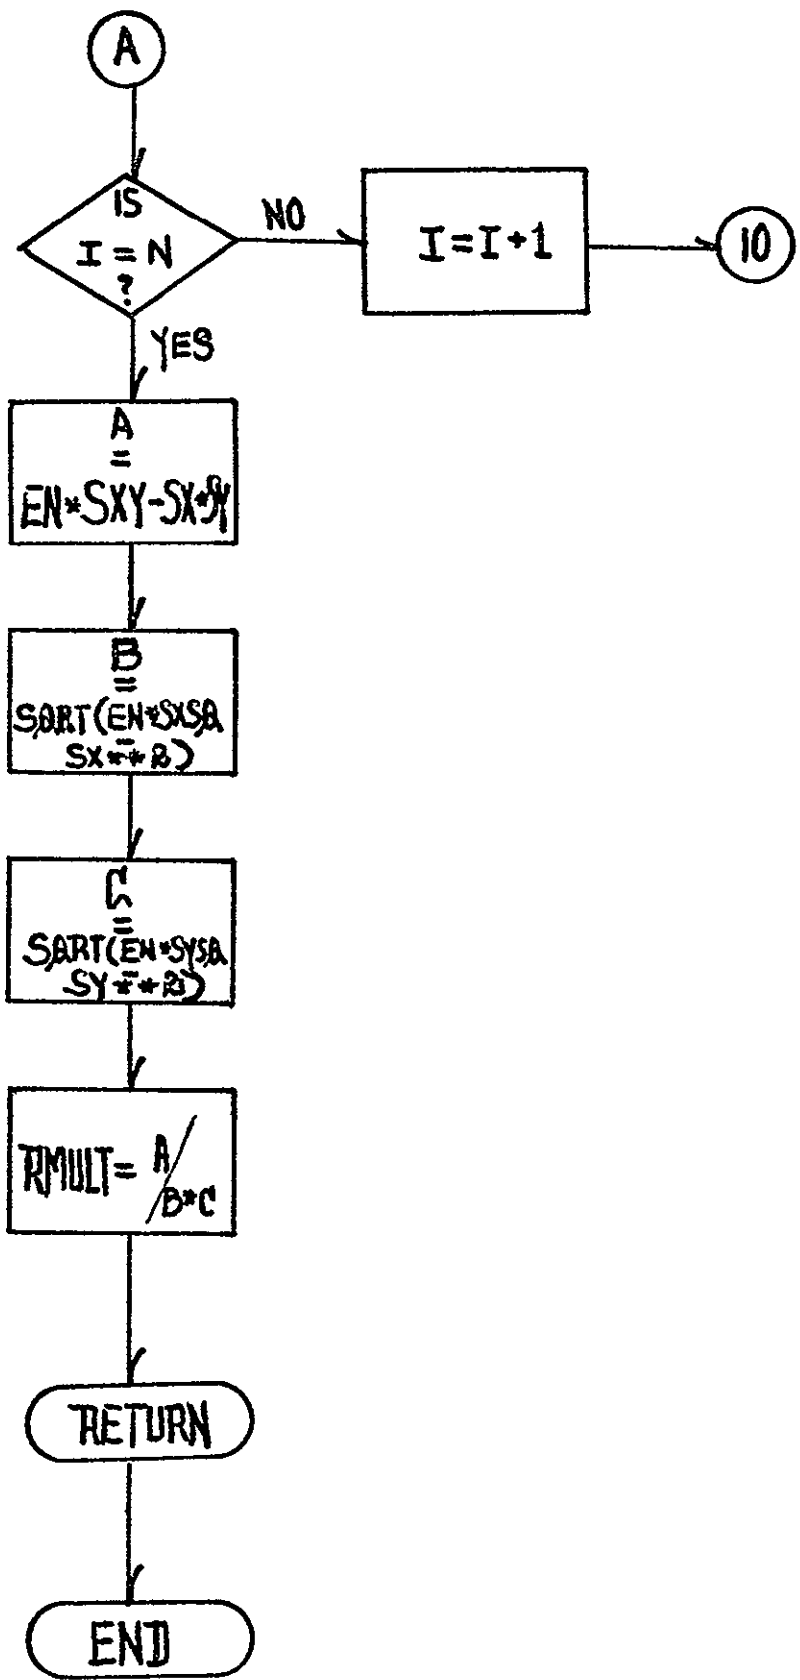 A
IS
I = N
?
NO
I=I+1
10
YES
A
=
EN*SXY-SX*SY
B
=
SQRT(EN*SXSQ
-
SX**2)
C
=
SQRT(EN*SYSQ
-
SY**2)
RMULT= A/B*C
RETURN
END